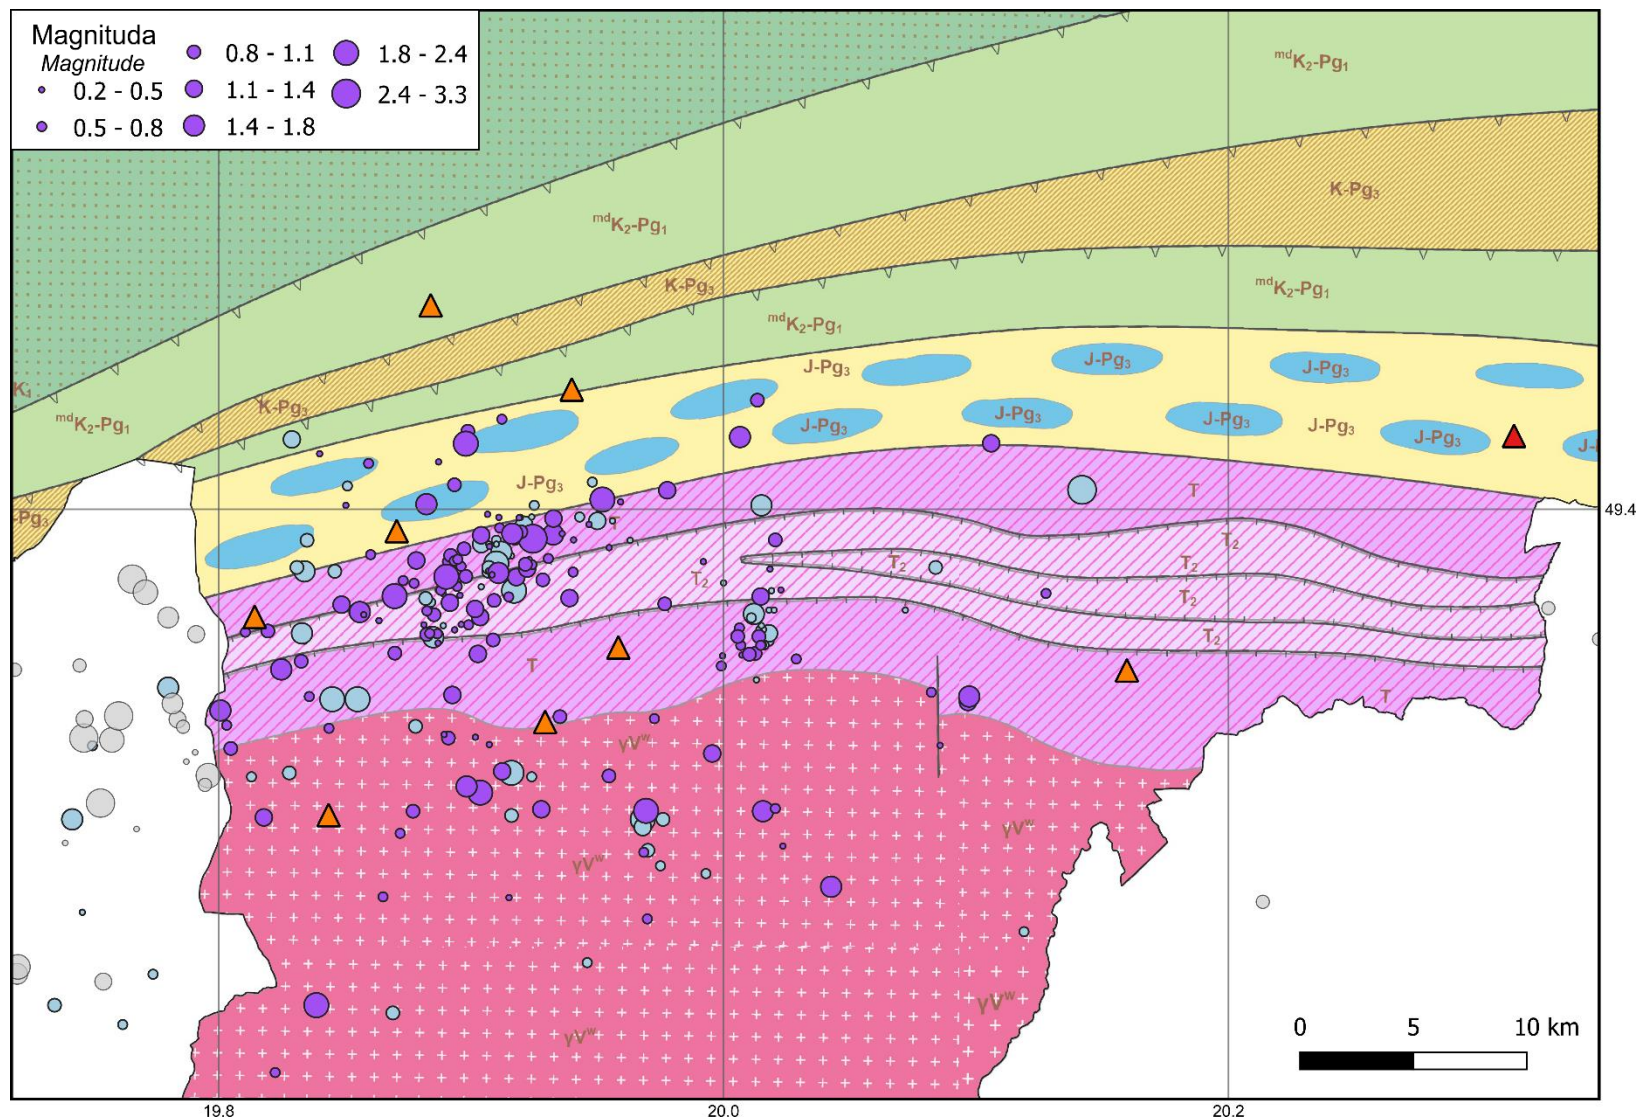 Magnituda
Magnitude
0.2 - 0.5
0.5 - 0.8
0.8 - 1.1
1.1 - 1.4
1.4 - 1.8
1.8 - 2.4
2.4 - 3.3
mdK2-Pg1
K-Pg3
mdK2-Pg1
K-Pg3
mdK2-Pg1
mdK2-Pg1
J-Pg3
J-Pg3
J-Pg3
J-Pg3
K-Pg3
mdK2-Pg1
J-Pg3
J-Pg3
J-Pg3
J-Pg3
J-Pg3
J-
J-Pg3
-Pg3
T
49.4
T
T2
T2
T2
T2
T2
T2
T
T
γVw
γVw
γVw
γVw
γVw
0
5
10 km
19.8
20.0
20.2